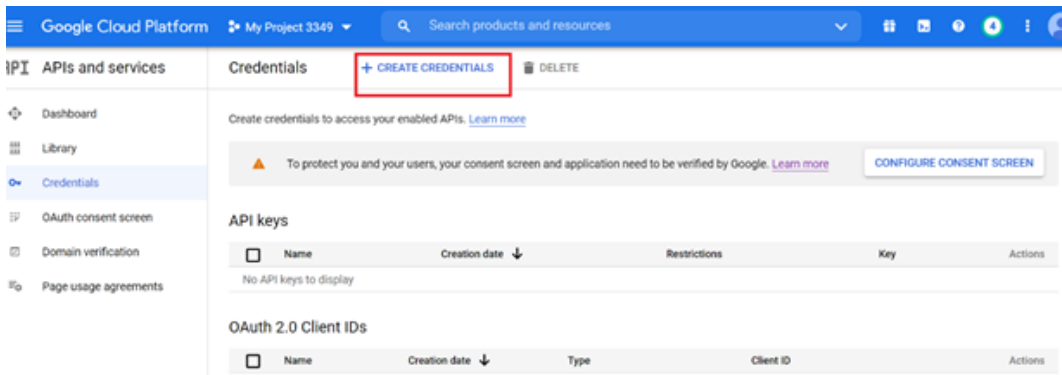 Google Cloud Platform My Project 3349 Search products and resources 4
API APIs and services
Credentials + CREATE CREDENTIALS DELETE
Dashboard
Library
Credentials
OAuth consent screen
Domain verification
Page usage agreements
Create credentials to access your enabled APIs. Learn more
To protect you and your users, your consent screen and application need to be verified by Google. Learn more CONFIGURE CONSENT SCREEN
API keys
Name Creation date Restrictions Key Actions
No API keys to display
OAuth 2.0 Client IDs
Name Creation date Type Client ID Actions